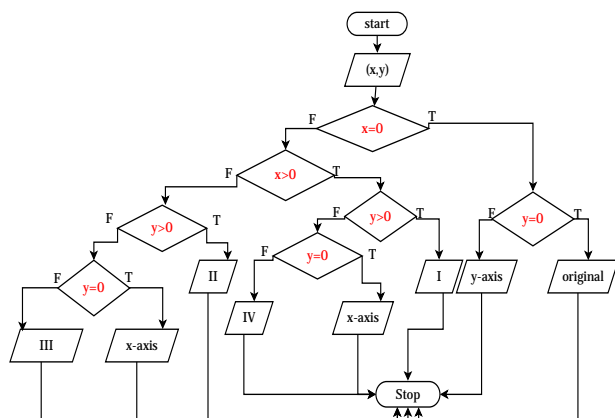 start
(x,y)
F T
x=0
F T
x>0
F T
y>0
F T
y>0
F T
y=0
F T
y=0
F T
y=0
II
I
y-axis
original
III
x-axis
IV
x-axis
Stop